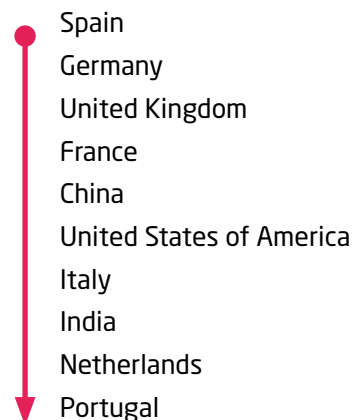 Spain
Germany
United Kingdom
France
China
United States of America
Italy
India
Netherlands
Portugal